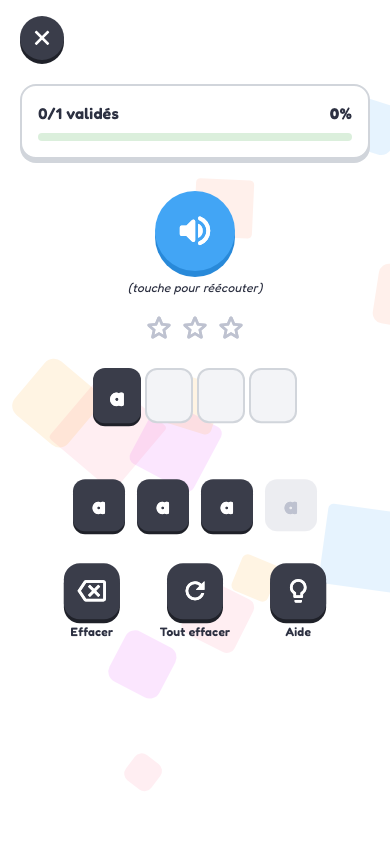 0/1 validés 0%
(touche pour réécouter)
a
a a a a
Effacer Tout effacer Aide